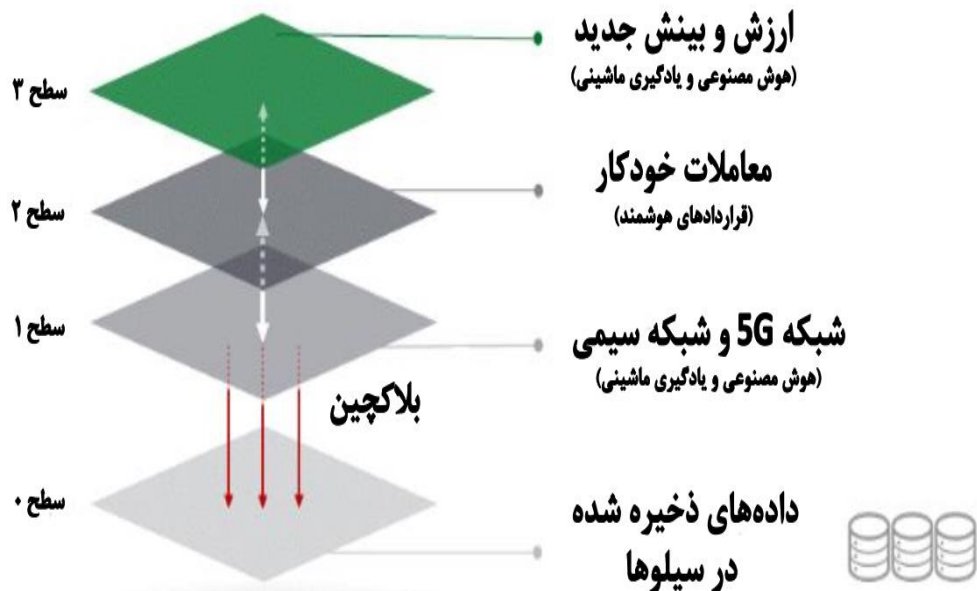 ارزش و بینش جدید
(هوش مصنوعی و یادگیری ماشینی)
سطح ۳
معاملات خودکار
(قراردادهای هوشمند)
سطح ۲
شبکه 5G و شبکه سیمی
(هوش مصنوعی و یادگیری ماشینی)
سطح ۱
بلاکچین
داده‌های ذخیره شده
در سیلوها
سطح ۰